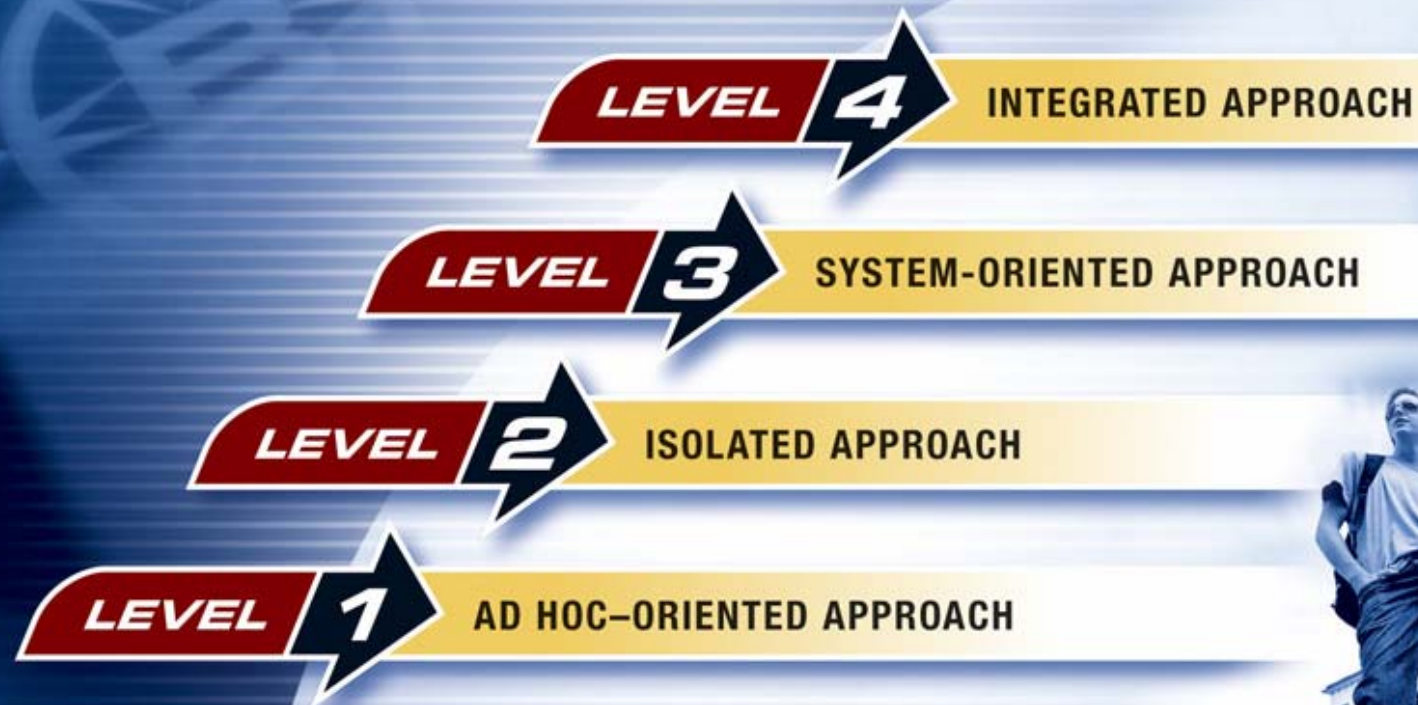 LEVEL 4 INTEGRATED APPROACH
LEVEL 3 SYSTEM-ORIENTED APPROACH
LEVEL 2 ISOLATED APPROACH
LEVEL 1 AD HOC–ORIENTED APPROACH